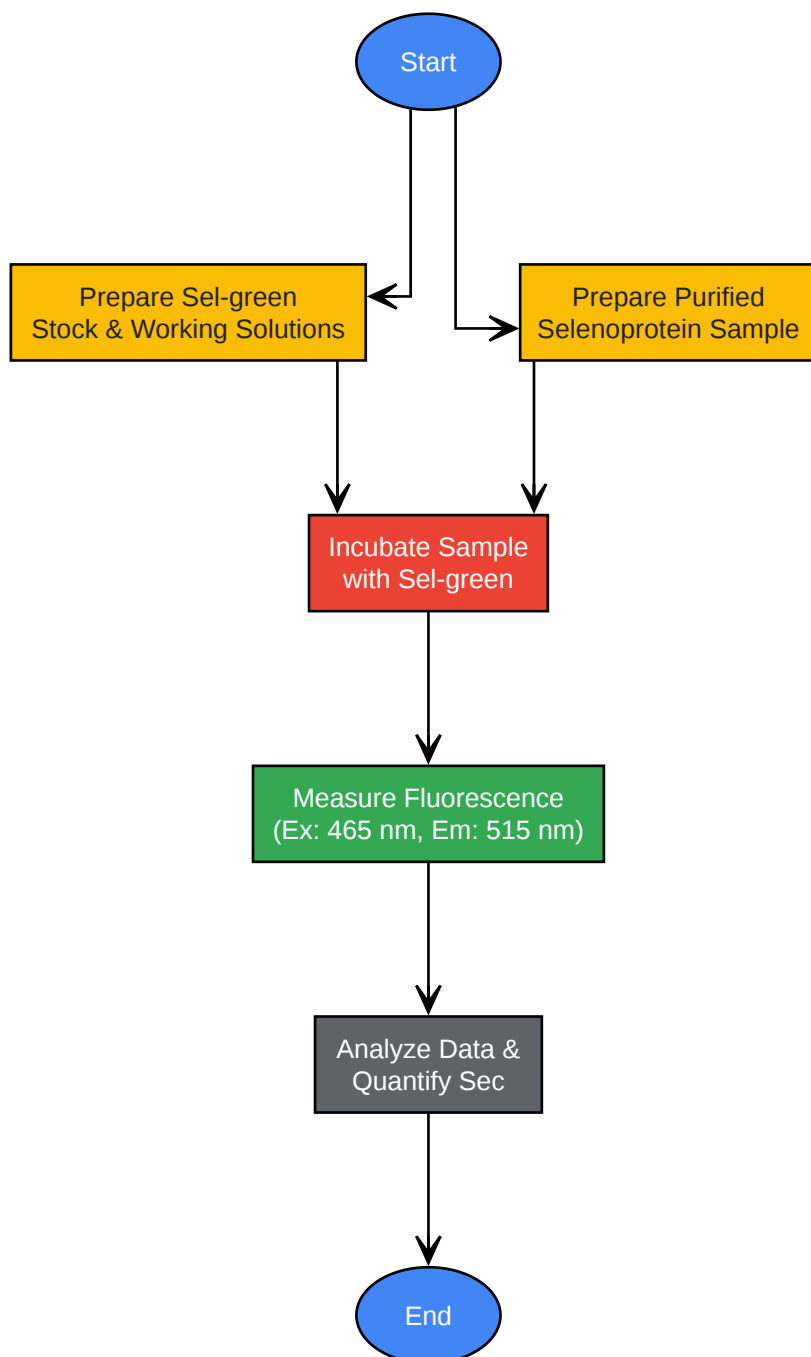 Start
Prepare Sel-green
Stock & Working Solutions
Prepare Purified
Selenoprotein Sample
Incubate Sample
with Sel-green
Measure Fluorescence
(Ex: 465 nm, Em: 515 nm)
Analyze Data &
Quantify Sec
End